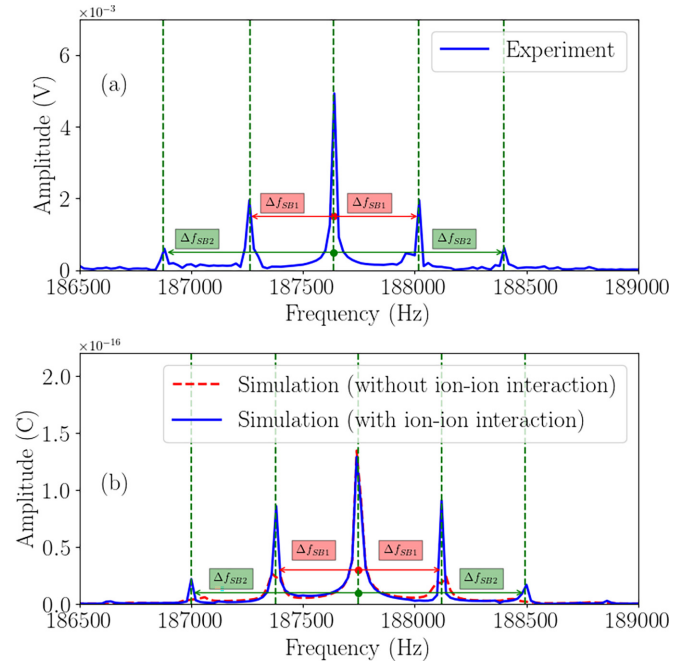 ×10⁻³
6
4
2
0
Amplitude (V)
(a)
Experiment
Δf_SB1 Δf_SB1
Δf_SB2 Δf_SB2
186500 187000 187500 188000 188500 189000
Frequency (Hz)
×10⁻¹⁶
2.0
1.5
1.0
0.5
0.0
Amplitude (C)
(b)
Simulation (without ion-ion interaction)
Simulation (with ion-ion interaction)
Δf_SB1 Δf_SB1
Δf_SB2 Δf_SB2
186500 187000 187500 188000 188500 189000
Frequency (Hz)